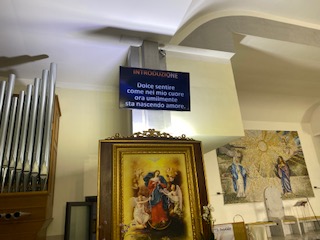 INTRODUZIONE
Dolce sentire
come nel mio cuore
ora umilmente
sta nascendo amore.